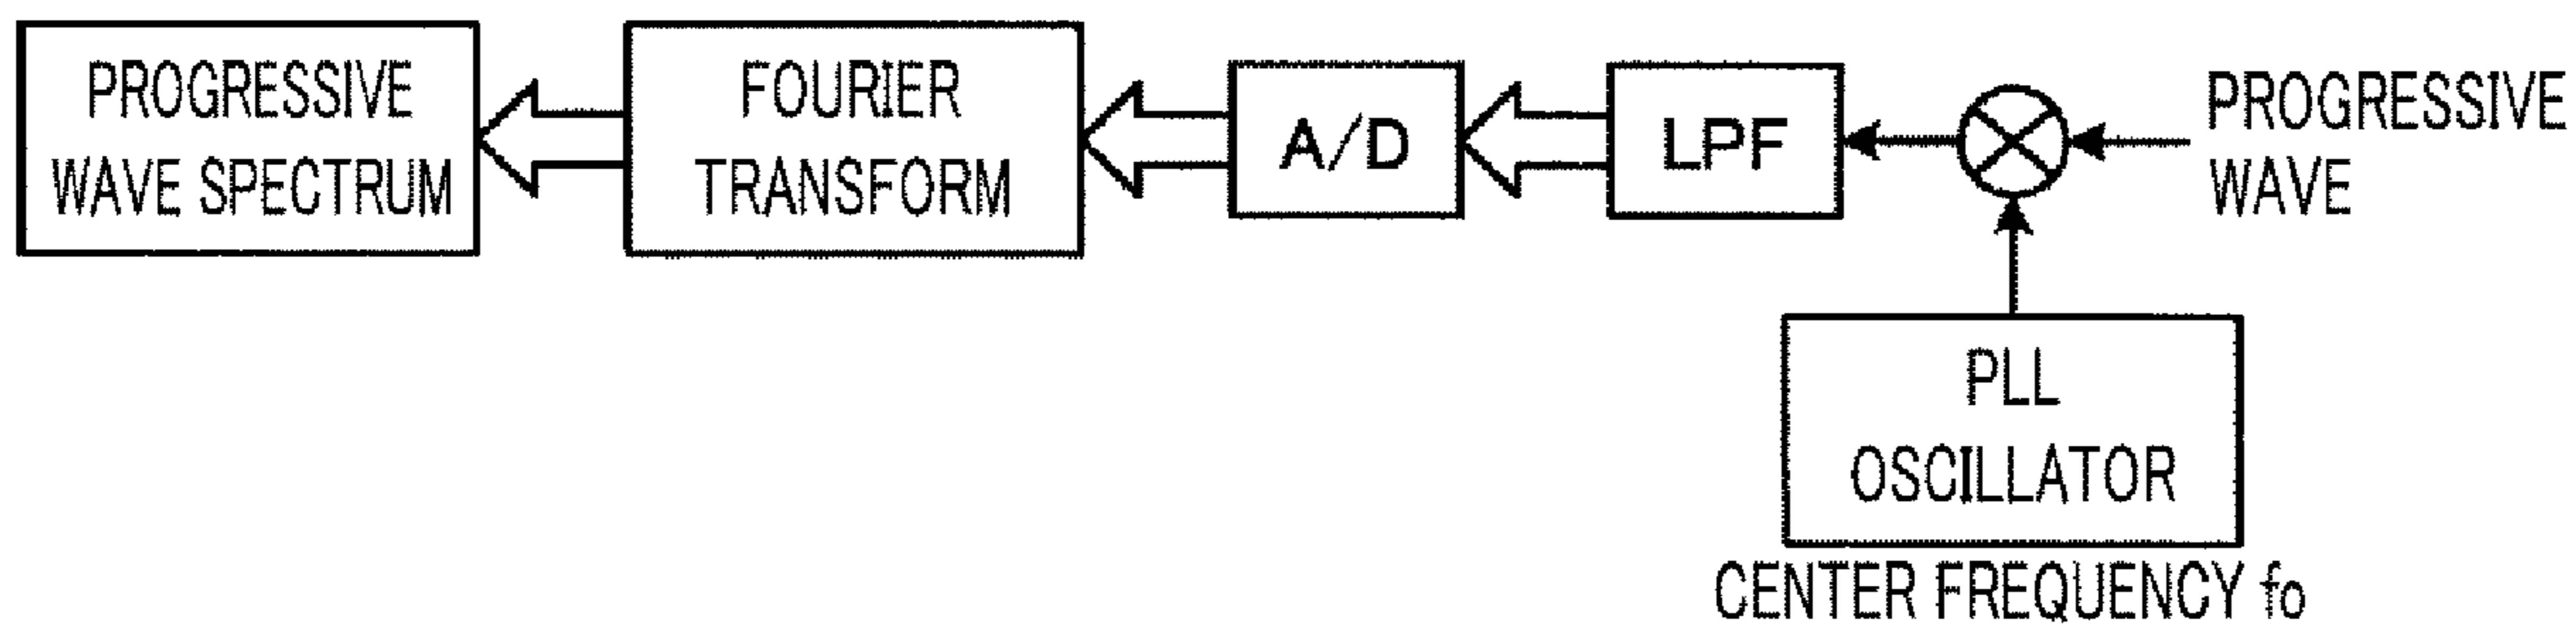 PROGRESSIVE
WAVE SPECTRUM
FOURIER
TRANSFORM
A/D
LPF
PROGRESSIVE
WAVE
PLL
OSCILLATOR
CENTER FREQUENCY fo